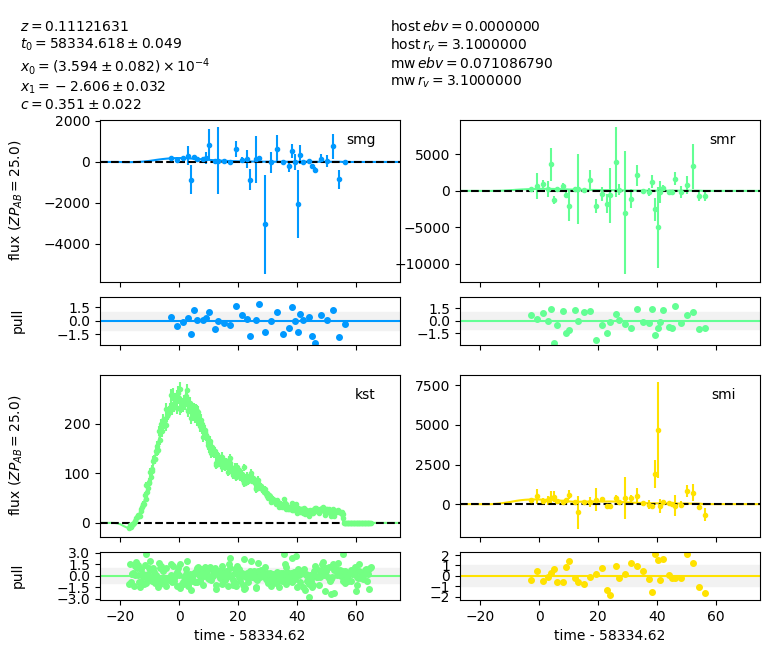 z = 0.11121631
t₀ = 58334.618 ± 0.049
x₀ = (3.594 ± 0.082) × 10⁻⁴
x₁ = −2.606 ± 0.032
c = 0.351 ± 0.022
host ebv = 0.0000000
host r_v = 3.1000000
mw ebv = 0.071086790
mw r_v = 3.1000000
flux (ZP_AB = 25.0)
2000
0
−2000
−4000
smg
5000
0
−5000
−10000
smr
pull
1.5
0.0
−1.5
1.5
0.0
−1.5
flux (ZP_AB = 25.0)
200
100
0
kst
7500
5000
2500
0
smi
pull
3.0
1.5
0.0
−1.5
−3.0
2
1
0
−1
−2
−20
0
20
40
60
time - 58334.62
−20
0
20
40
60
time - 58334.62